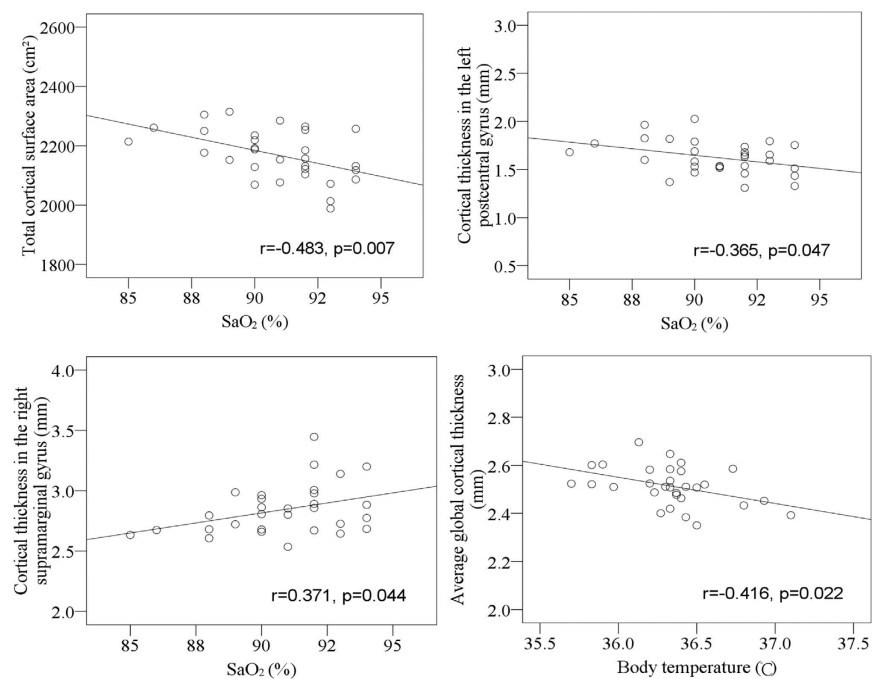 Total cortical surface area (cm²)
2600
2400
2200
2000
1800
r=-0.483, p=0.007
85 88 90 92 95
SaO₂ (%)
Cortical thickness in the left
postcentral gyrus (mm)
3.0
2.5
2.0
1.5
1.0
0.5
r=-0.365, p=0.047
85 88 90 92 95
SaO₂ (%)
Cortical thickness in the right
supramarginal gyrus (mm)
4.0
3.5
3.0
2.5
2.0
r=0.371, p=0.044
85 88 90 92 95
SaO₂ (%)
Average global cortical thickness
(mm)
3.0
2.8
2.6
2.4
2.2
2.0
r=-0.416, p=0.022
35.5 36.0 36.5 37.0 37.5
Body temperature (C)